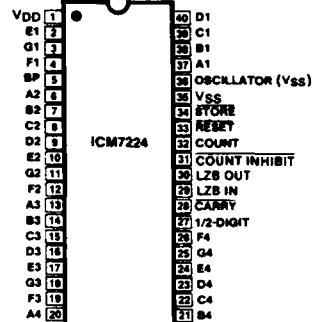 VDD 1
E1 2
G1 3
F1 4
BP 5
A2 6
B2 7
C2 8
D2 9
E2 10
G2 11
F2 12
A3 13
B3 14
C3 15
D3 16
E3 17
G3 18
F3 19
A4 20
ICM7224
40 D1
39 C1
38 B1
37 A1
36 OSCILLATOR (VSS)
35 VSS
34 STORE
33 RESET
32 COUNT
31 COUNT INHIBIT
30 LZB OUT
29 LZB IN
28 CARRY
27 1/2-DIGIT
26 F4
25 G4
24 E4
23 D4
22 C4
21 B4